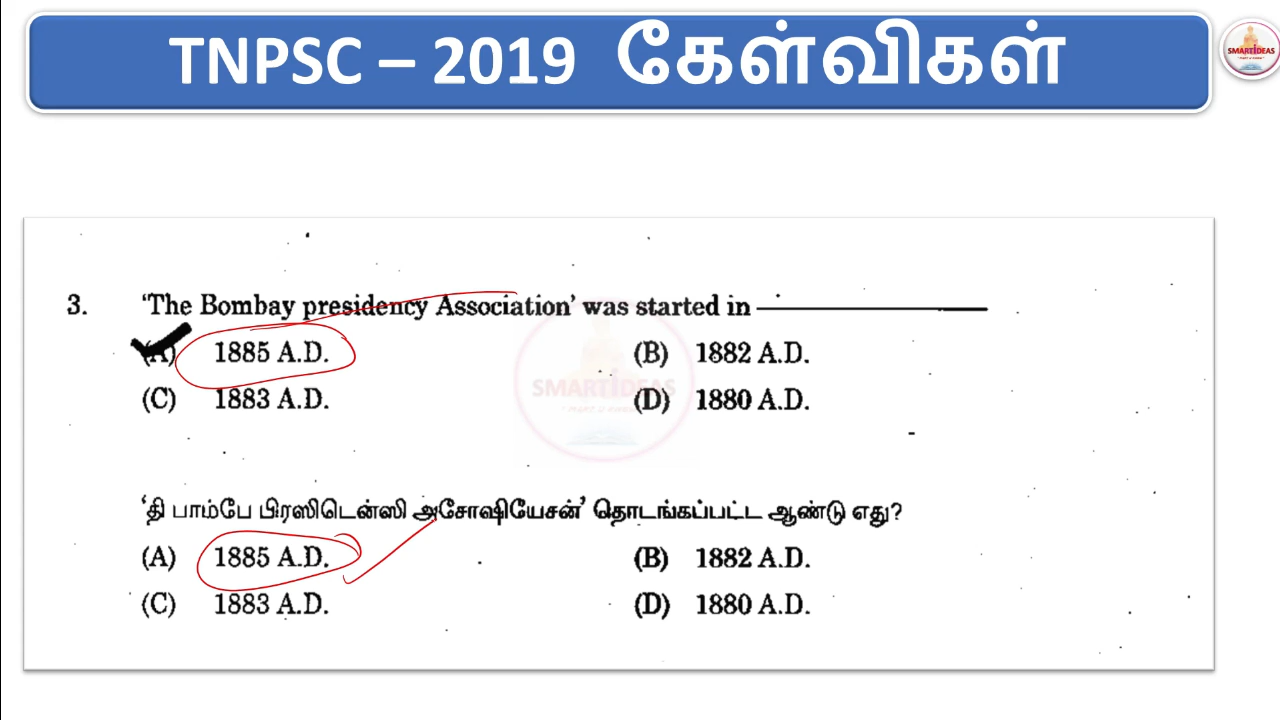 TNPSC – 2019 கேள்விகள்
SMARTIDEAS
3. ‘The Bombay presidency Association’ was started in
(A) 1885 A.D. (B) 1882 A.D.
(C) 1883 A.D. (D) 1880 A.D.
SMARTIDEAS
‘தி பாம்பே பிரஸிடென்ஸி அசோஷியேசன்’ தொடங்கப்பட்ட ஆண்டு எது?
(A) 1885 A.D. (B) 1882 A.D.
(C) 1883 A.D. (D) 1880 A.D.